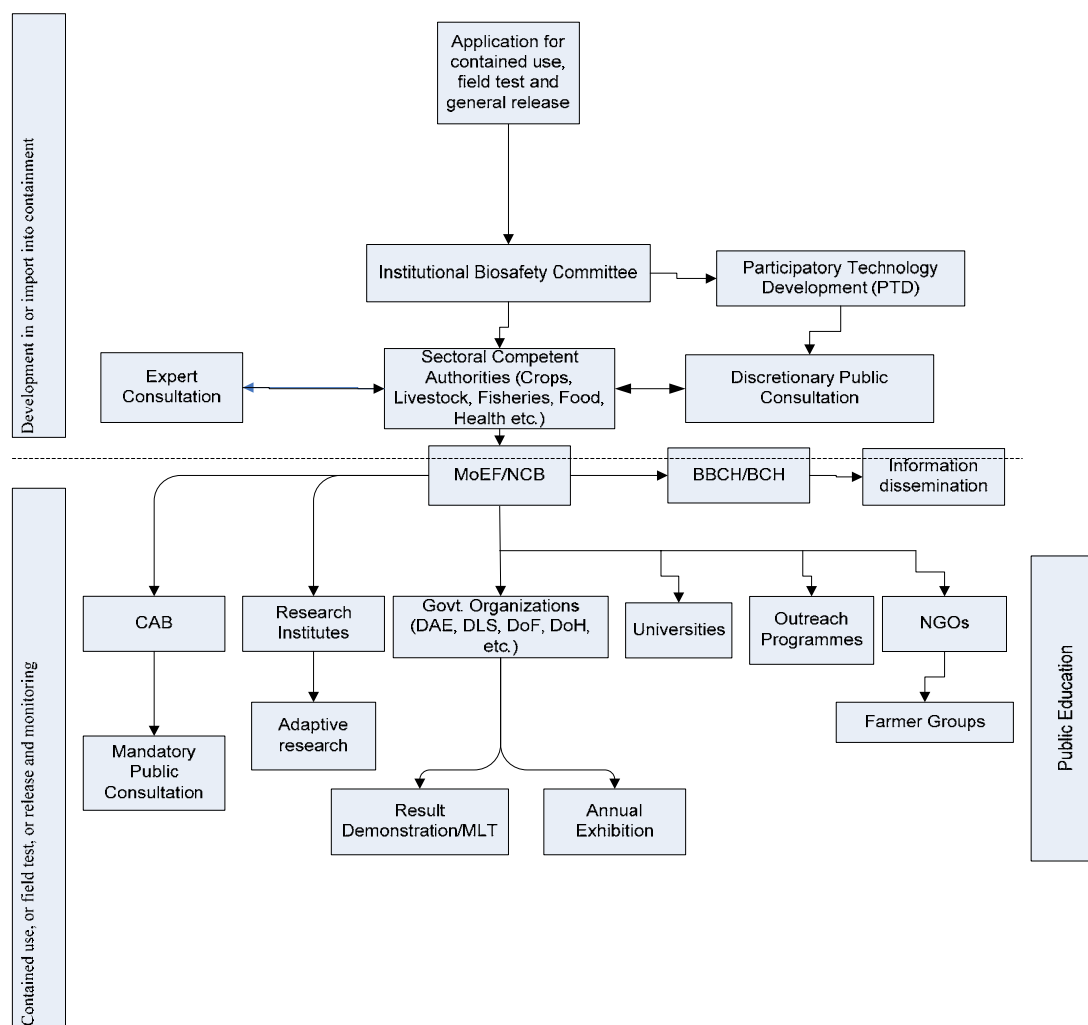 Application for
contained use,
field test and
general release
Development in or import into containment
Institutional Biosafety Committee
Participatory Technology
Development (PTD)
Expert
Consultation
Sectoral Competent
Authorities (Crops,
Livestock, Fisheries, Food,
Health etc.)
Discretionary Public
Consultation
MoEF/NCB
BBCH/BCH
Information
dissemination
Contained use, or field test, or release and monitoring
CAB
Research
Institutes
Govt. Organizations
(DAE, DLS, DoF, DoH,
etc.)
Universities
Outreach
Programmes
NGOs
Public Education
Mandatory
Public
Consultation
Adaptive
research
Farmer Groups
Result
Demonstration/MLT
Annual
Exhibition